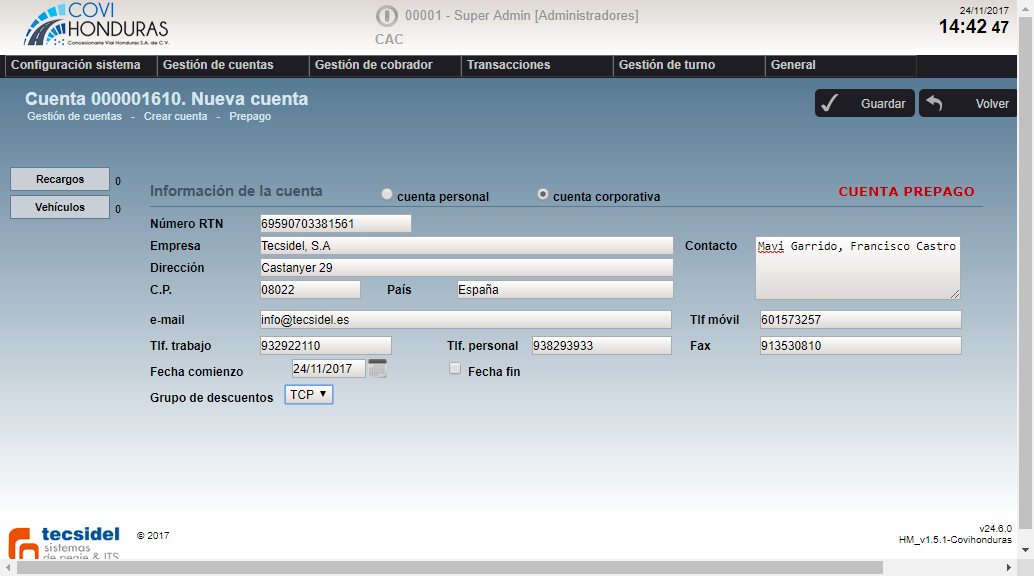 COVI
HONDURAS
Concesionaria Vial Honduras S.A. de C.V.
00001 - Super Admin [Administradores]
CAC
24/11/2017
14:42 47
Configuración sistema Gestión de cuentas Gestión de cobrador Transacciones Gestión de turno General
Cuenta 000001610. Nueva cuenta
Gestión de cuentas - Crear cuenta - Prepago
Guardar Volver
Recargos 0
Vehículos 0
Información de la cuenta cuenta personal cuenta corporativa CUENTA PREPAGO
Número RTN 69590703381561
Empresa Tecsidel, S.A Contacto Mavi Garrido, Francisco Castro
Dirección Castanyer 29
C.P. 08022 País España
e-mail info@tecsidel.es Tlf móvil 601573257
Tlf. trabajo 932922110 Tlf. personal 938293933 Fax 913530810
Fecha comienzo 24/11/2017 Fecha fin
Grupo de descuentos TCP
tecsidel
sistemas
de peaje & ITS
© 2017
v24.6.0
HM_v1.5.1-Covihonduras